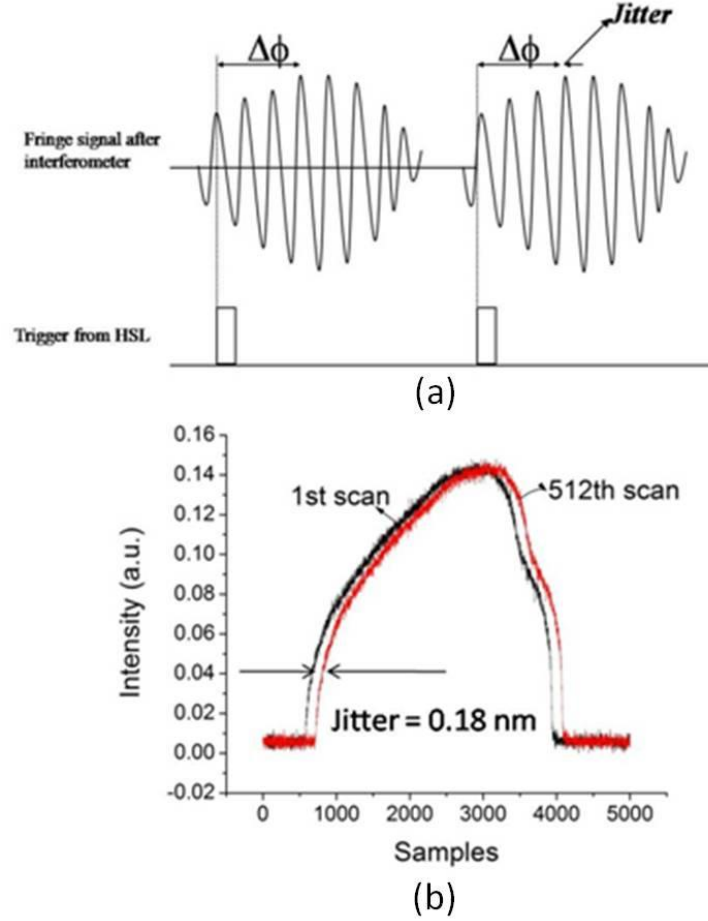 Jitter
Δϕ
Δϕ
Fringe signal after
interferometer
Trigger from HSL
(a)
0.16
0.14
0.12
0.10
0.08
0.06
0.04
0.02
0.00
-0.02
Intensity (a.u.)
1st scan
512th scan
Jitter = 0.18 nm
0
1000
2000
3000
4000
5000
Samples
(b)